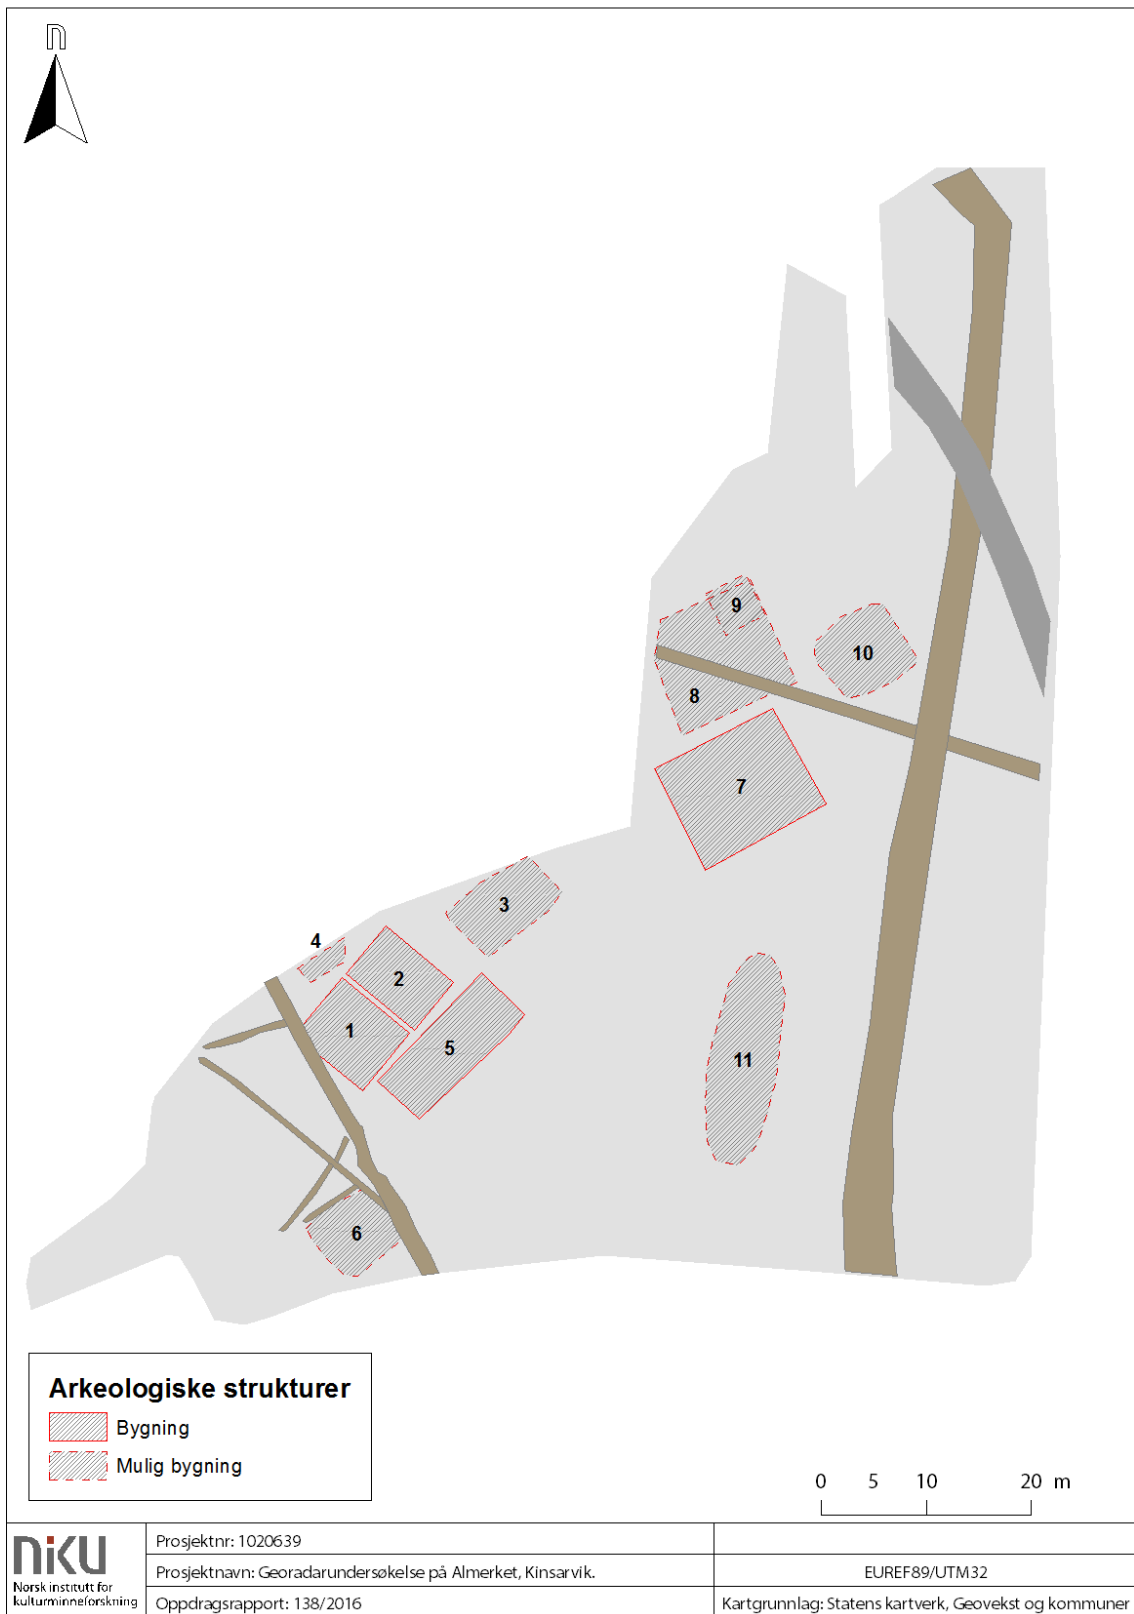 n
9
10
8
7
3
4
2
1
5
11
6
Arkeologiske strukturer
Bygning
Mulig bygning
0 5 10 20 m
niku
Norsk institutt for
kulturminneforskning
Prosjektnr: 1020639
Prosjektnavn: Georadarundersøkelse på Almerket, Kinsarvik.
EUREF89/UTM32
Oppdragsrapport: 138/2016
Kartgrunnlag: Statens kartverk, Geovekst og kommuner